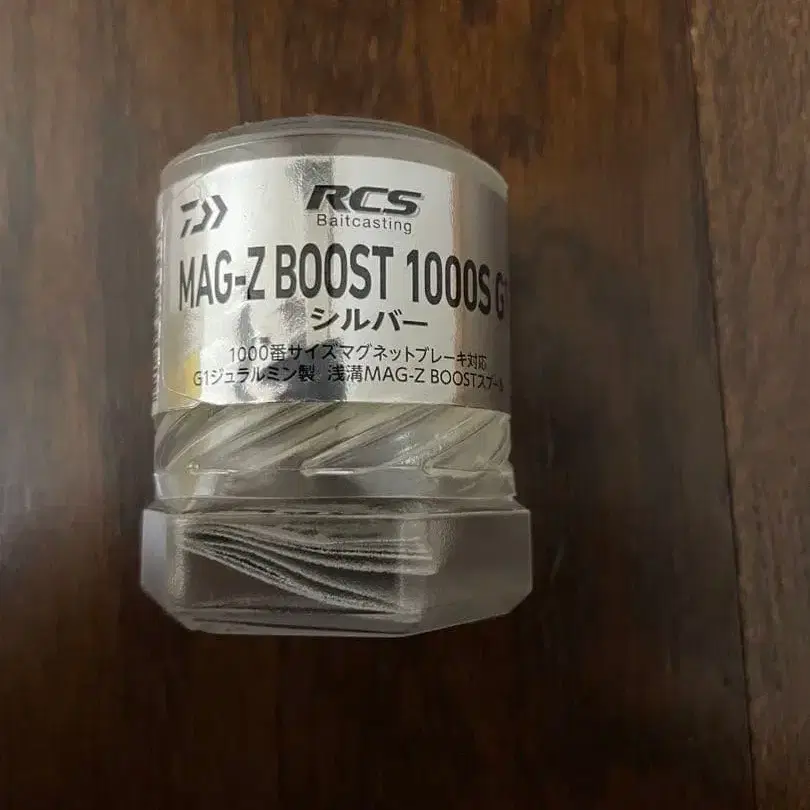 RCS
Baitcasting
MAG-Z BOOST 1000S G1
シルバー
1000番サイズマグネットブレーキ対応
G1ジュラルミン製 浅溝MAG-Z BOOSTスプール